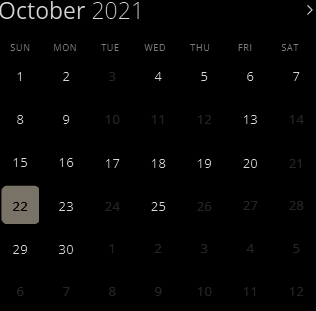 October 2021
SUN MON TUE WED THU FRI SAT
1 2 3 4 5 6 7
8 9 10 11 12 13 14
15 16 17 18 19 20 21
22 23 24 25 26 27 28
29 30 1 2 3 4 5
6 7 8 9 10 11 12